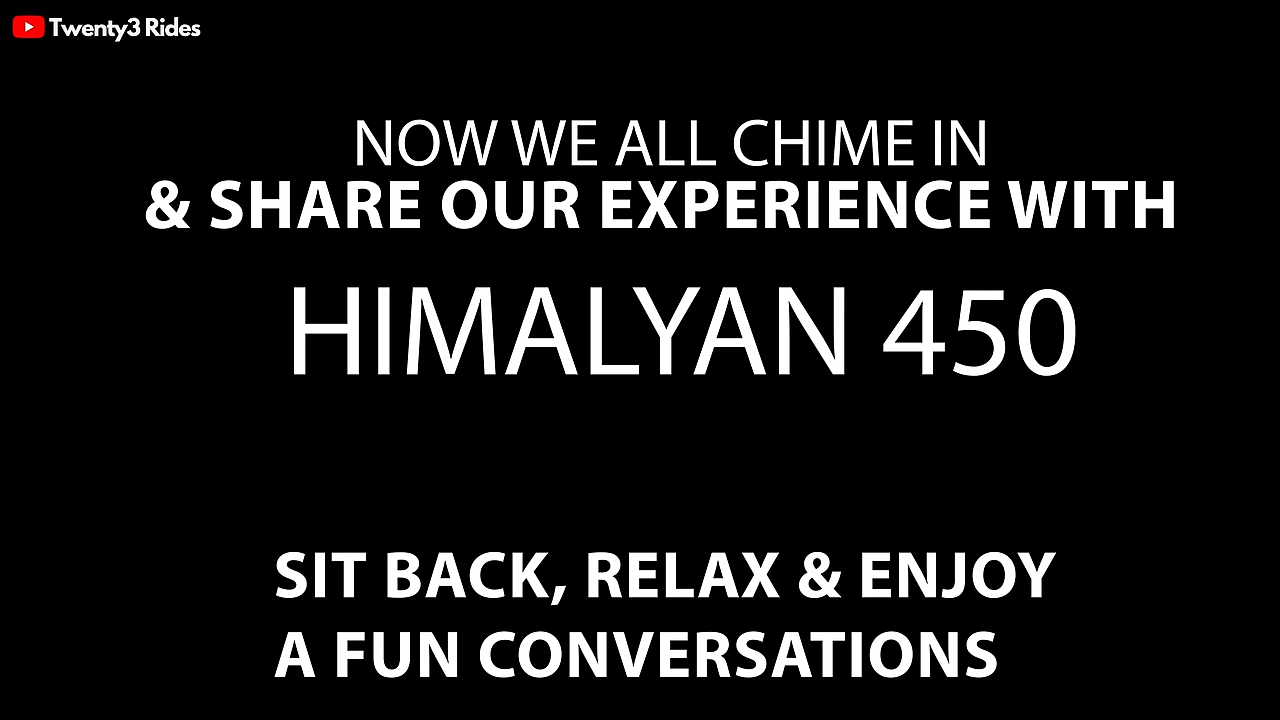 Twenty3 Rides
NOW WE ALL CHIME IN
& SHARE OUR EXPERIENCE WITH
HIMALYAN 450
SIT BACK, RELAX & ENJOY
A FUN CONVERSATIONS